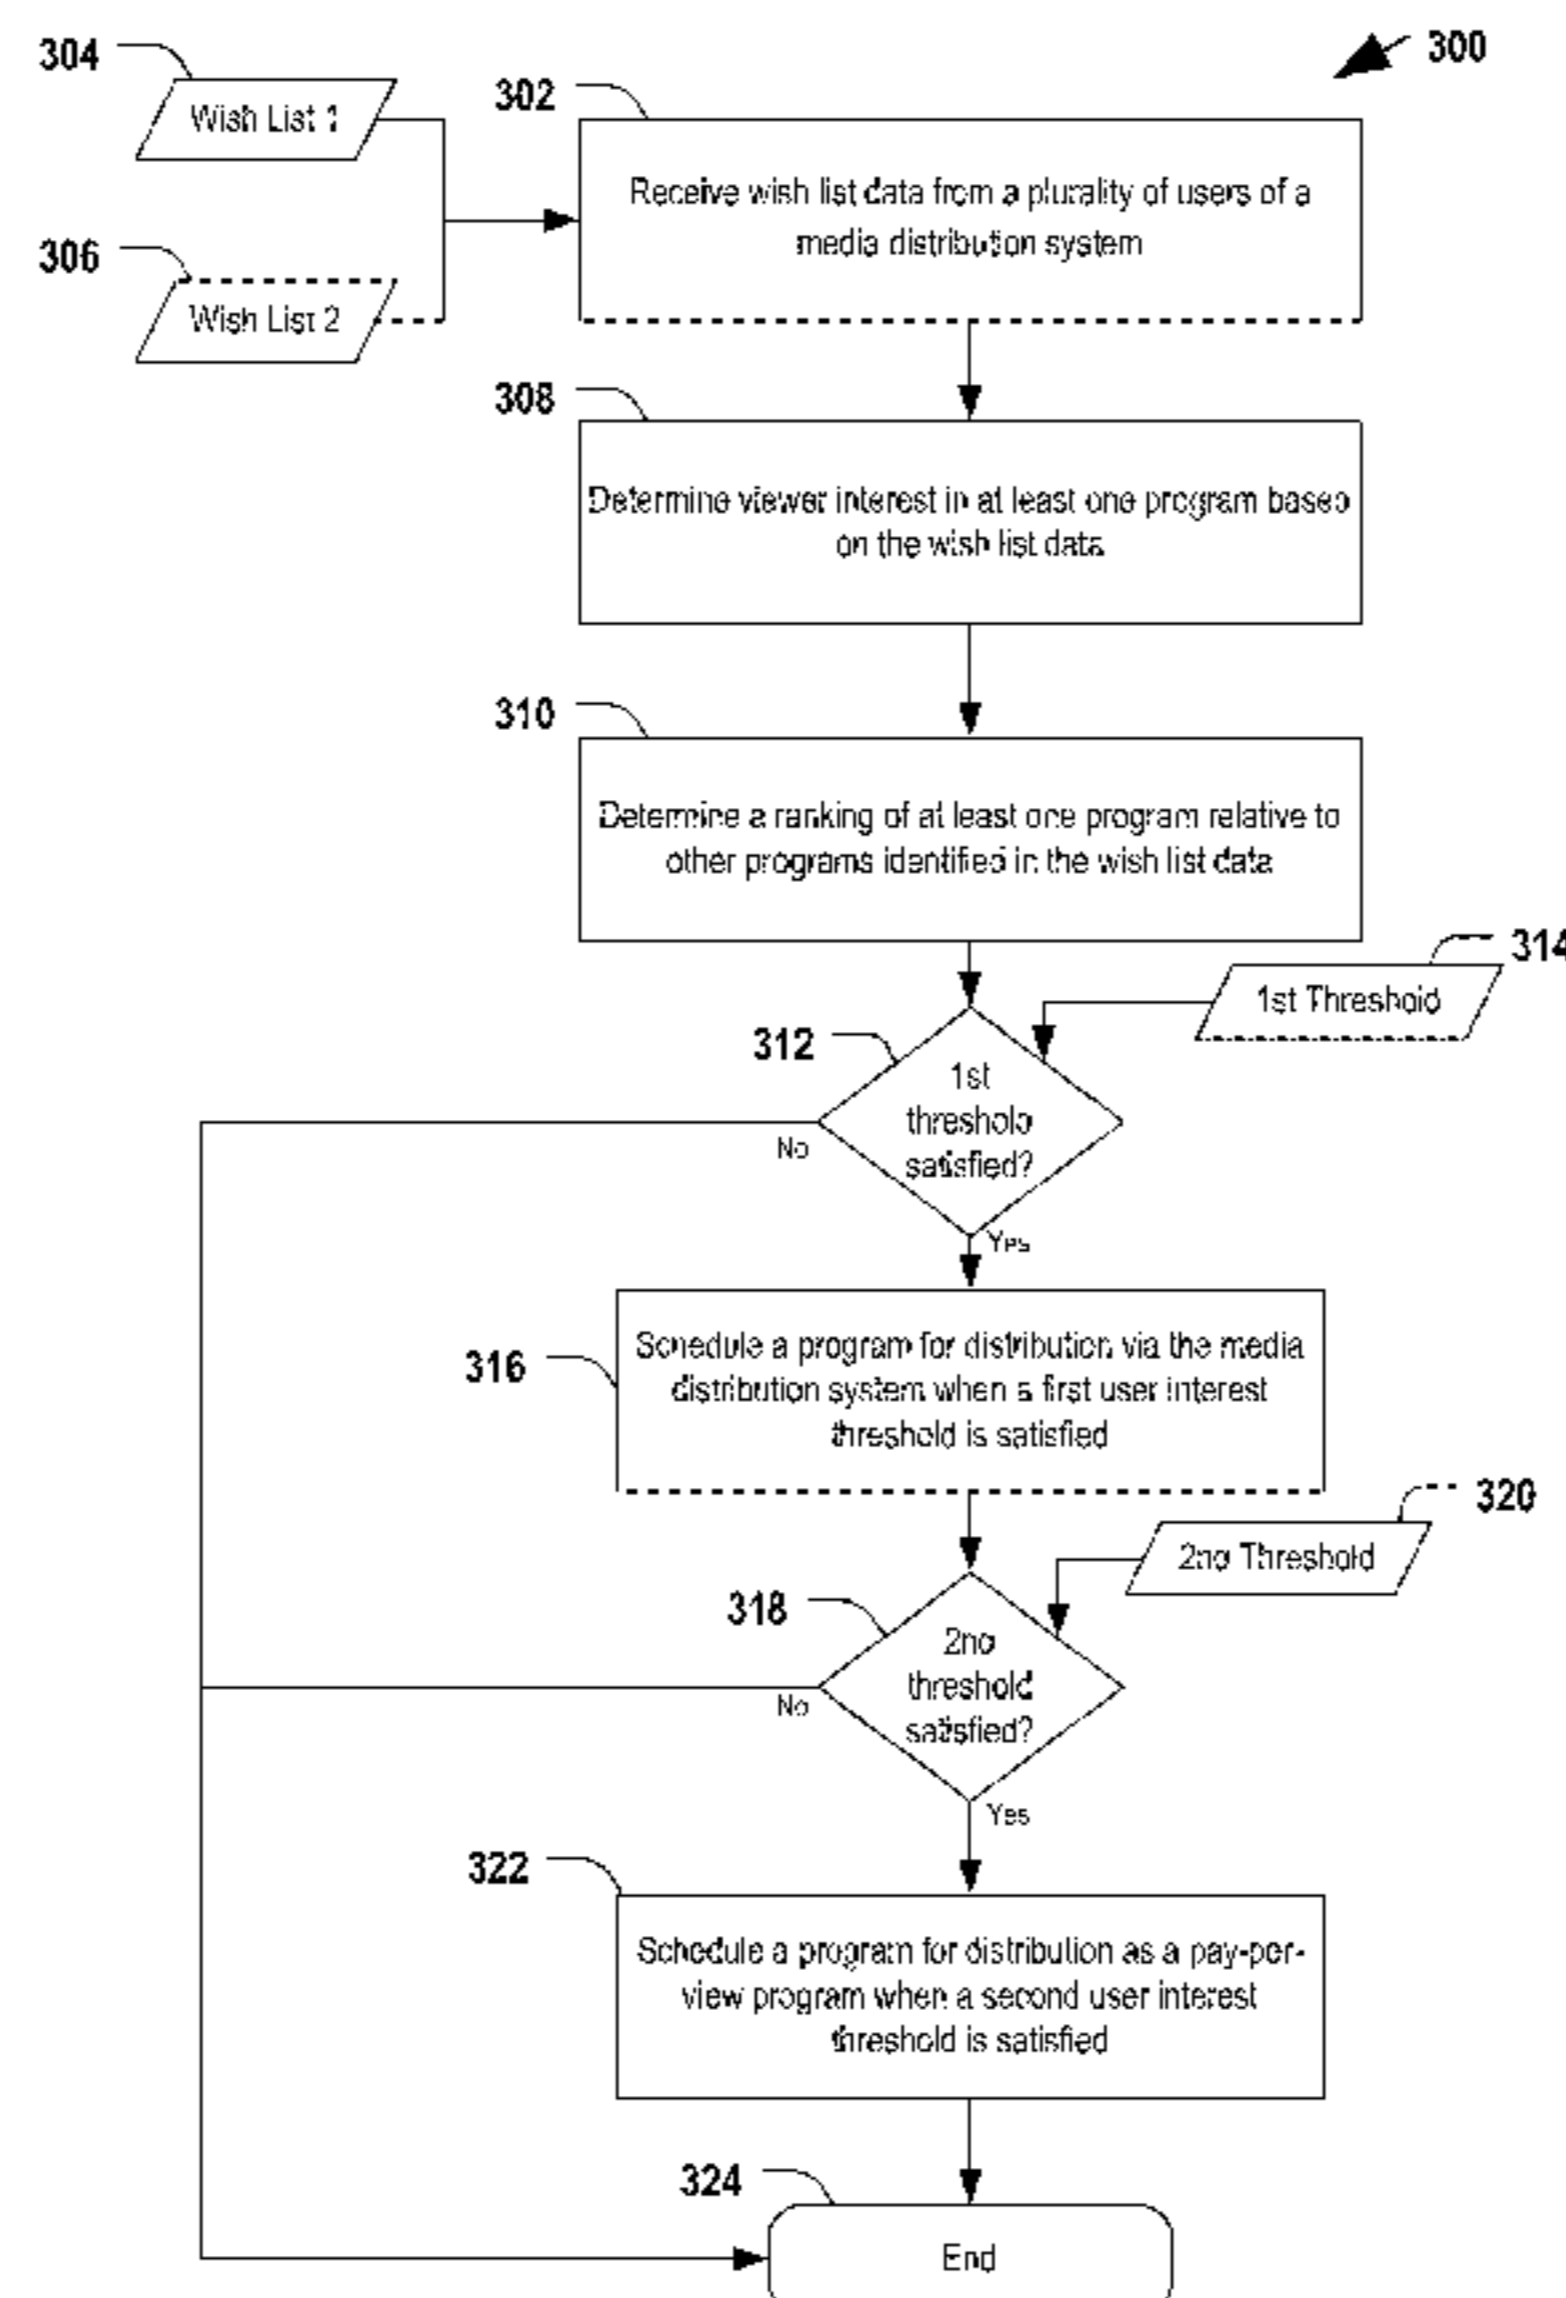 300
304
Wish List 1
302
Receive wish list data from a plurality of users of a
media distribution system
306
Wish List 2
308
Determine viewer interest in at least one program based
on the wish list data
310
Determine a ranking of at least one program relative to
other programs identified in the wish list data
314
1st Threshold
312
1st
threshold
satisfied?
No
Yes
316
Schedule a program for distribution via the media
distribution system when a first user interest
threshold is satisfied
320
2nd Threshold
318
2nd
threshold
satisfied?
No
Yes
322
Schedule a program for distribution as a pay-per-
view program when a second user interest
threshold is satisfied
324
End